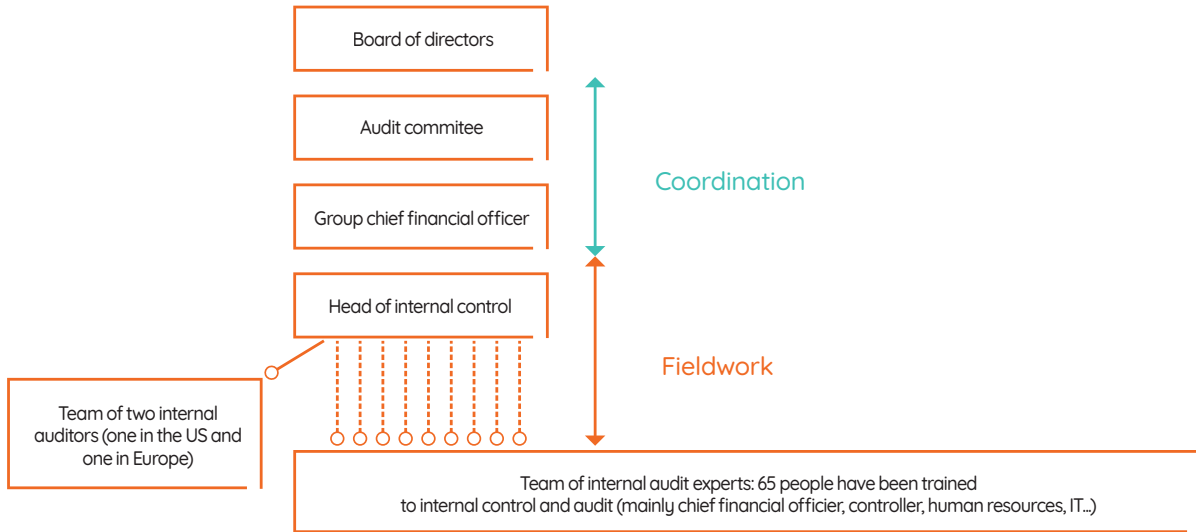 Board of directors
Audit commitee
Coordination
Group chief financial officer
Head of internal control
Fieldwork
Team of two internal
auditors (one in the US and
one in Europe)
Team of internal audit experts: 65 people have been trained
to internal control and audit (mainly chief financial officier, controller, human resources, IT...)